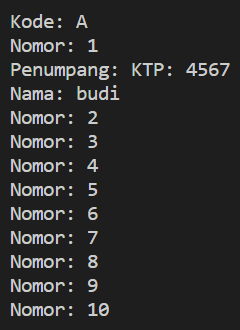 Kode: A
Nomor: 1
Penumpang: KTP: 4567
Nama: budi
Nomor: 2
Nomor: 3
Nomor: 4
Nomor: 5
Nomor: 6
Nomor: 7
Nomor: 8
Nomor: 9
Nomor: 10